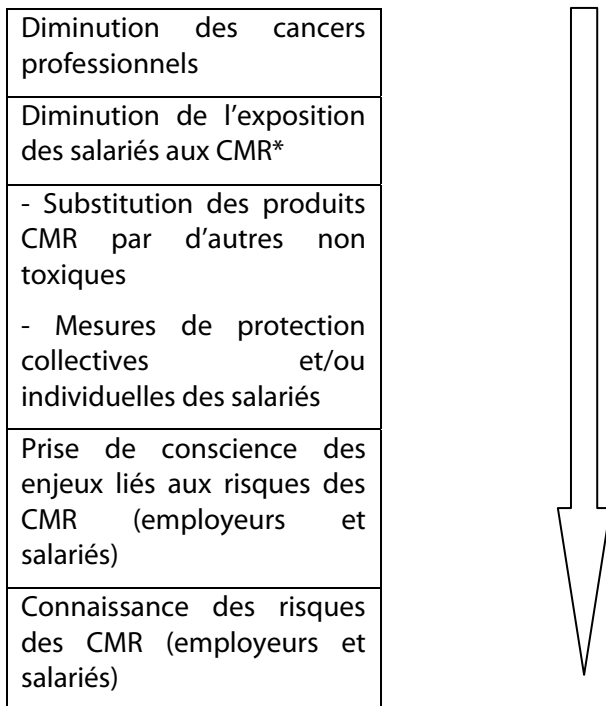 Diminution des cancers
professionnels
Diminution de l’exposition
des salariés aux CMR*
- Substitution des produits
CMR par d’autres non
toxiques
- Mesures de protection
collectives et/ou
individuelles des salariés
Prise de conscience des
enjeux liés aux risques des
CMR (employeurs et
salariés)
Connaissance des risques
des CMR (employeurs et
salariés)